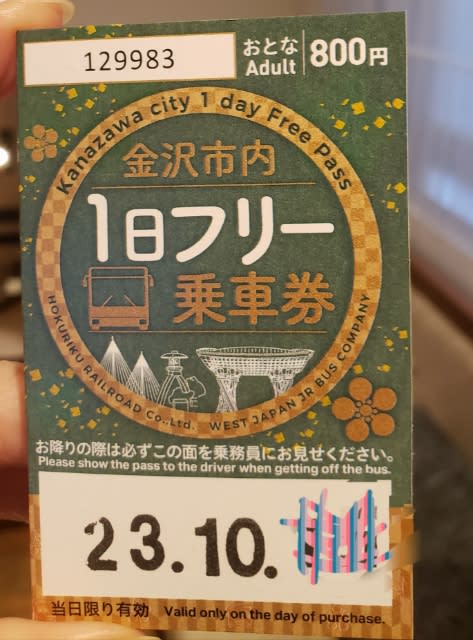 129983
おとな
Adult
800円
Kanazawa city 1 day Free Pass
金沢市内
1日フリー
乗車券
HOKURIKU RAILROAD Co.,Ltd.
WEST JAPAN JR BUS COMPANY
お降りの際は必ずこの面を乗務員にお見せください。
Please show the pass to the driver when getting off the bus.
23.10.
当日限り有効 Valid only on the day of purchase.